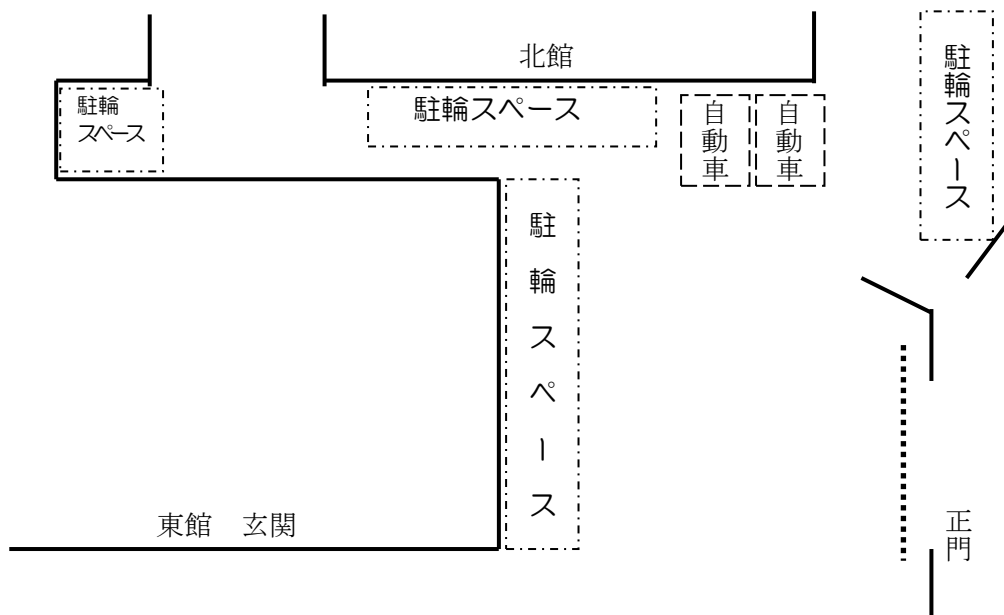 北館
駐輪
スペース
駐輪スペース
自動車
自動車
駐輪スペース
駐輪スペース
東館　玄関
正門